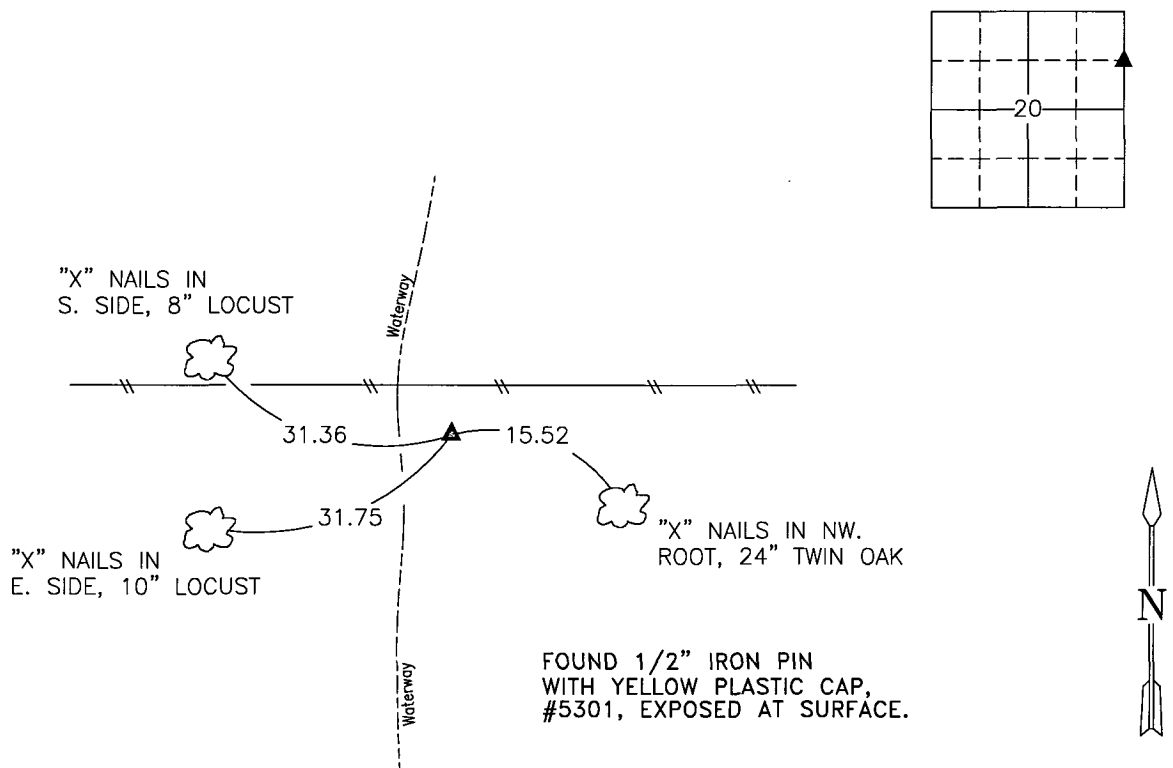 20
"X" NAILS IN
S. SIDE, 8" LOCUST
Waterway
31.36
15.52
31.75
"X" NAILS IN
E. SIDE, 10" LOCUST
"X" NAILS IN NW.
ROOT, 24" TWIN OAK
N
Waterway
FOUND 1/2" IRON PIN
WITH YELLOW PLASTIC CAP,
#5301, EXPOSED AT SURFACE.